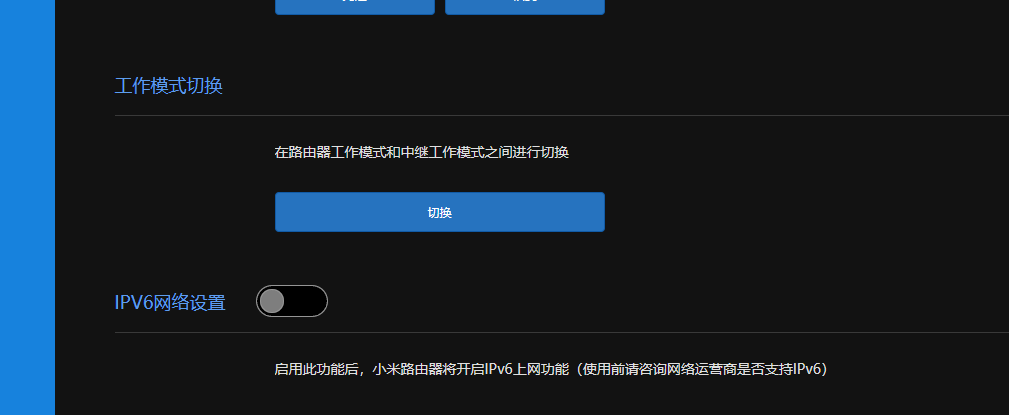 工作模式切换
在路由器工作模式和中继工作模式之间进行切换
切换
IPV6网络设置
启用此功能后，小米路由器将开启IPv6上网功能（使用前请咨询网络运营商是否支持IPv6）